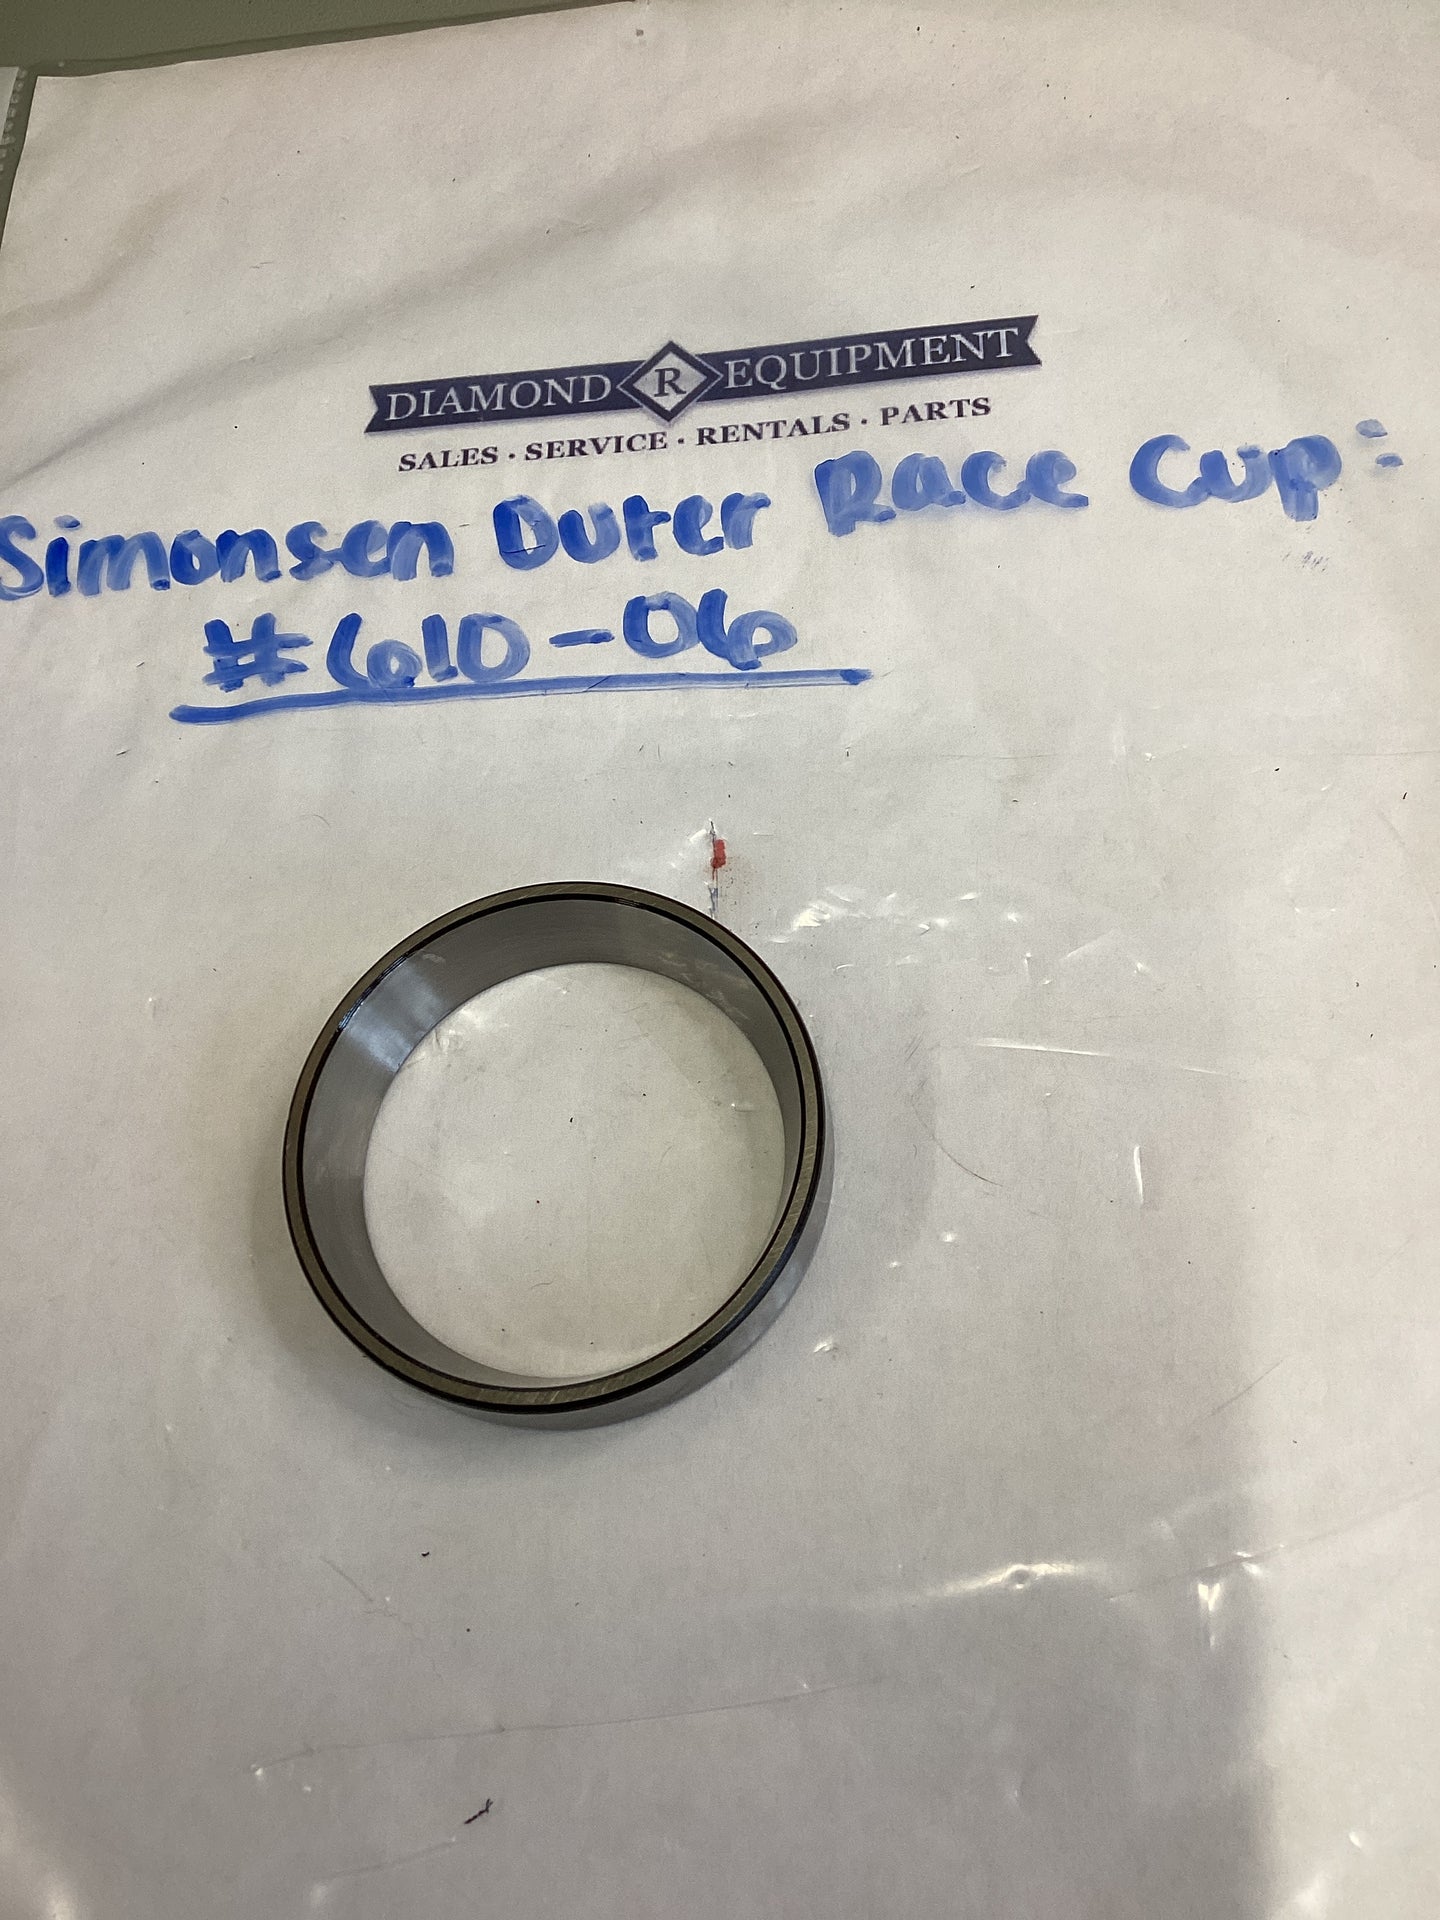 DIAMOND R EQUIPMENT
SALES · SERVICE · RENTALS · PARTS
Simonsen Outer Race Cup:
#610-06